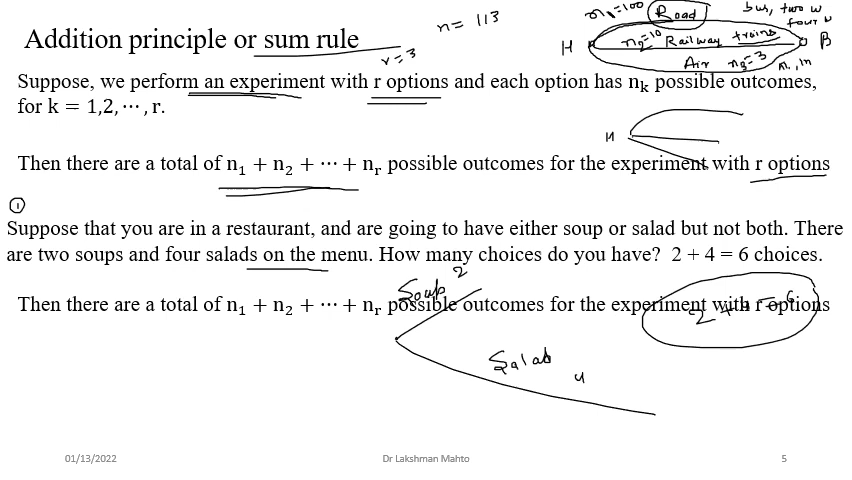 n₁=100 Road bus, two w
n = 113 four w
Addition principle or sum rule
H n₂=10 Railway trains B
r = 3 Air n₃=3
Suppose, we perform an experiment with r options and each option has nₖ possible outcomes,
for k = 1,2, ⋯ , r.
H
Then there are a total of n₁ + n₂ + ⋯ + nᵣ possible outcomes for the experiment with r options
①
Suppose that you are in a restaurant, and are going to have either soup or salad but not both. There
are two soups and four salads on the menu. How many choices do you have? 2 + 4 = 6 choices.
Soup 2
Then there are a total of n₁ + n₂ + ⋯ + nᵣ possible outcomes for the experiment with r options
2 + 4 = 6
Salad 4
01/13/2022 Dr Lakshman Mahto 5